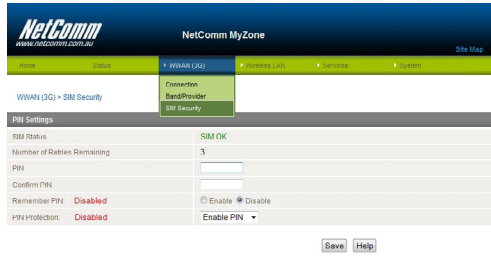 NetComm
www.netcomm.com.au
NetComm MyZone
Site Map
Home Status WWAN (3G) Wireless LAN Services System
Connection
Band/Provider
SIM Security
WWAN (3G) > SIM Security
PIN Settings
SIM Status SIM OK
Number of Retries Remaining 3
PIN
Confirm PIN
Remember PIN: Disabled Enable Disable
PIN Protection: Disabled Enable PIN
Save Help